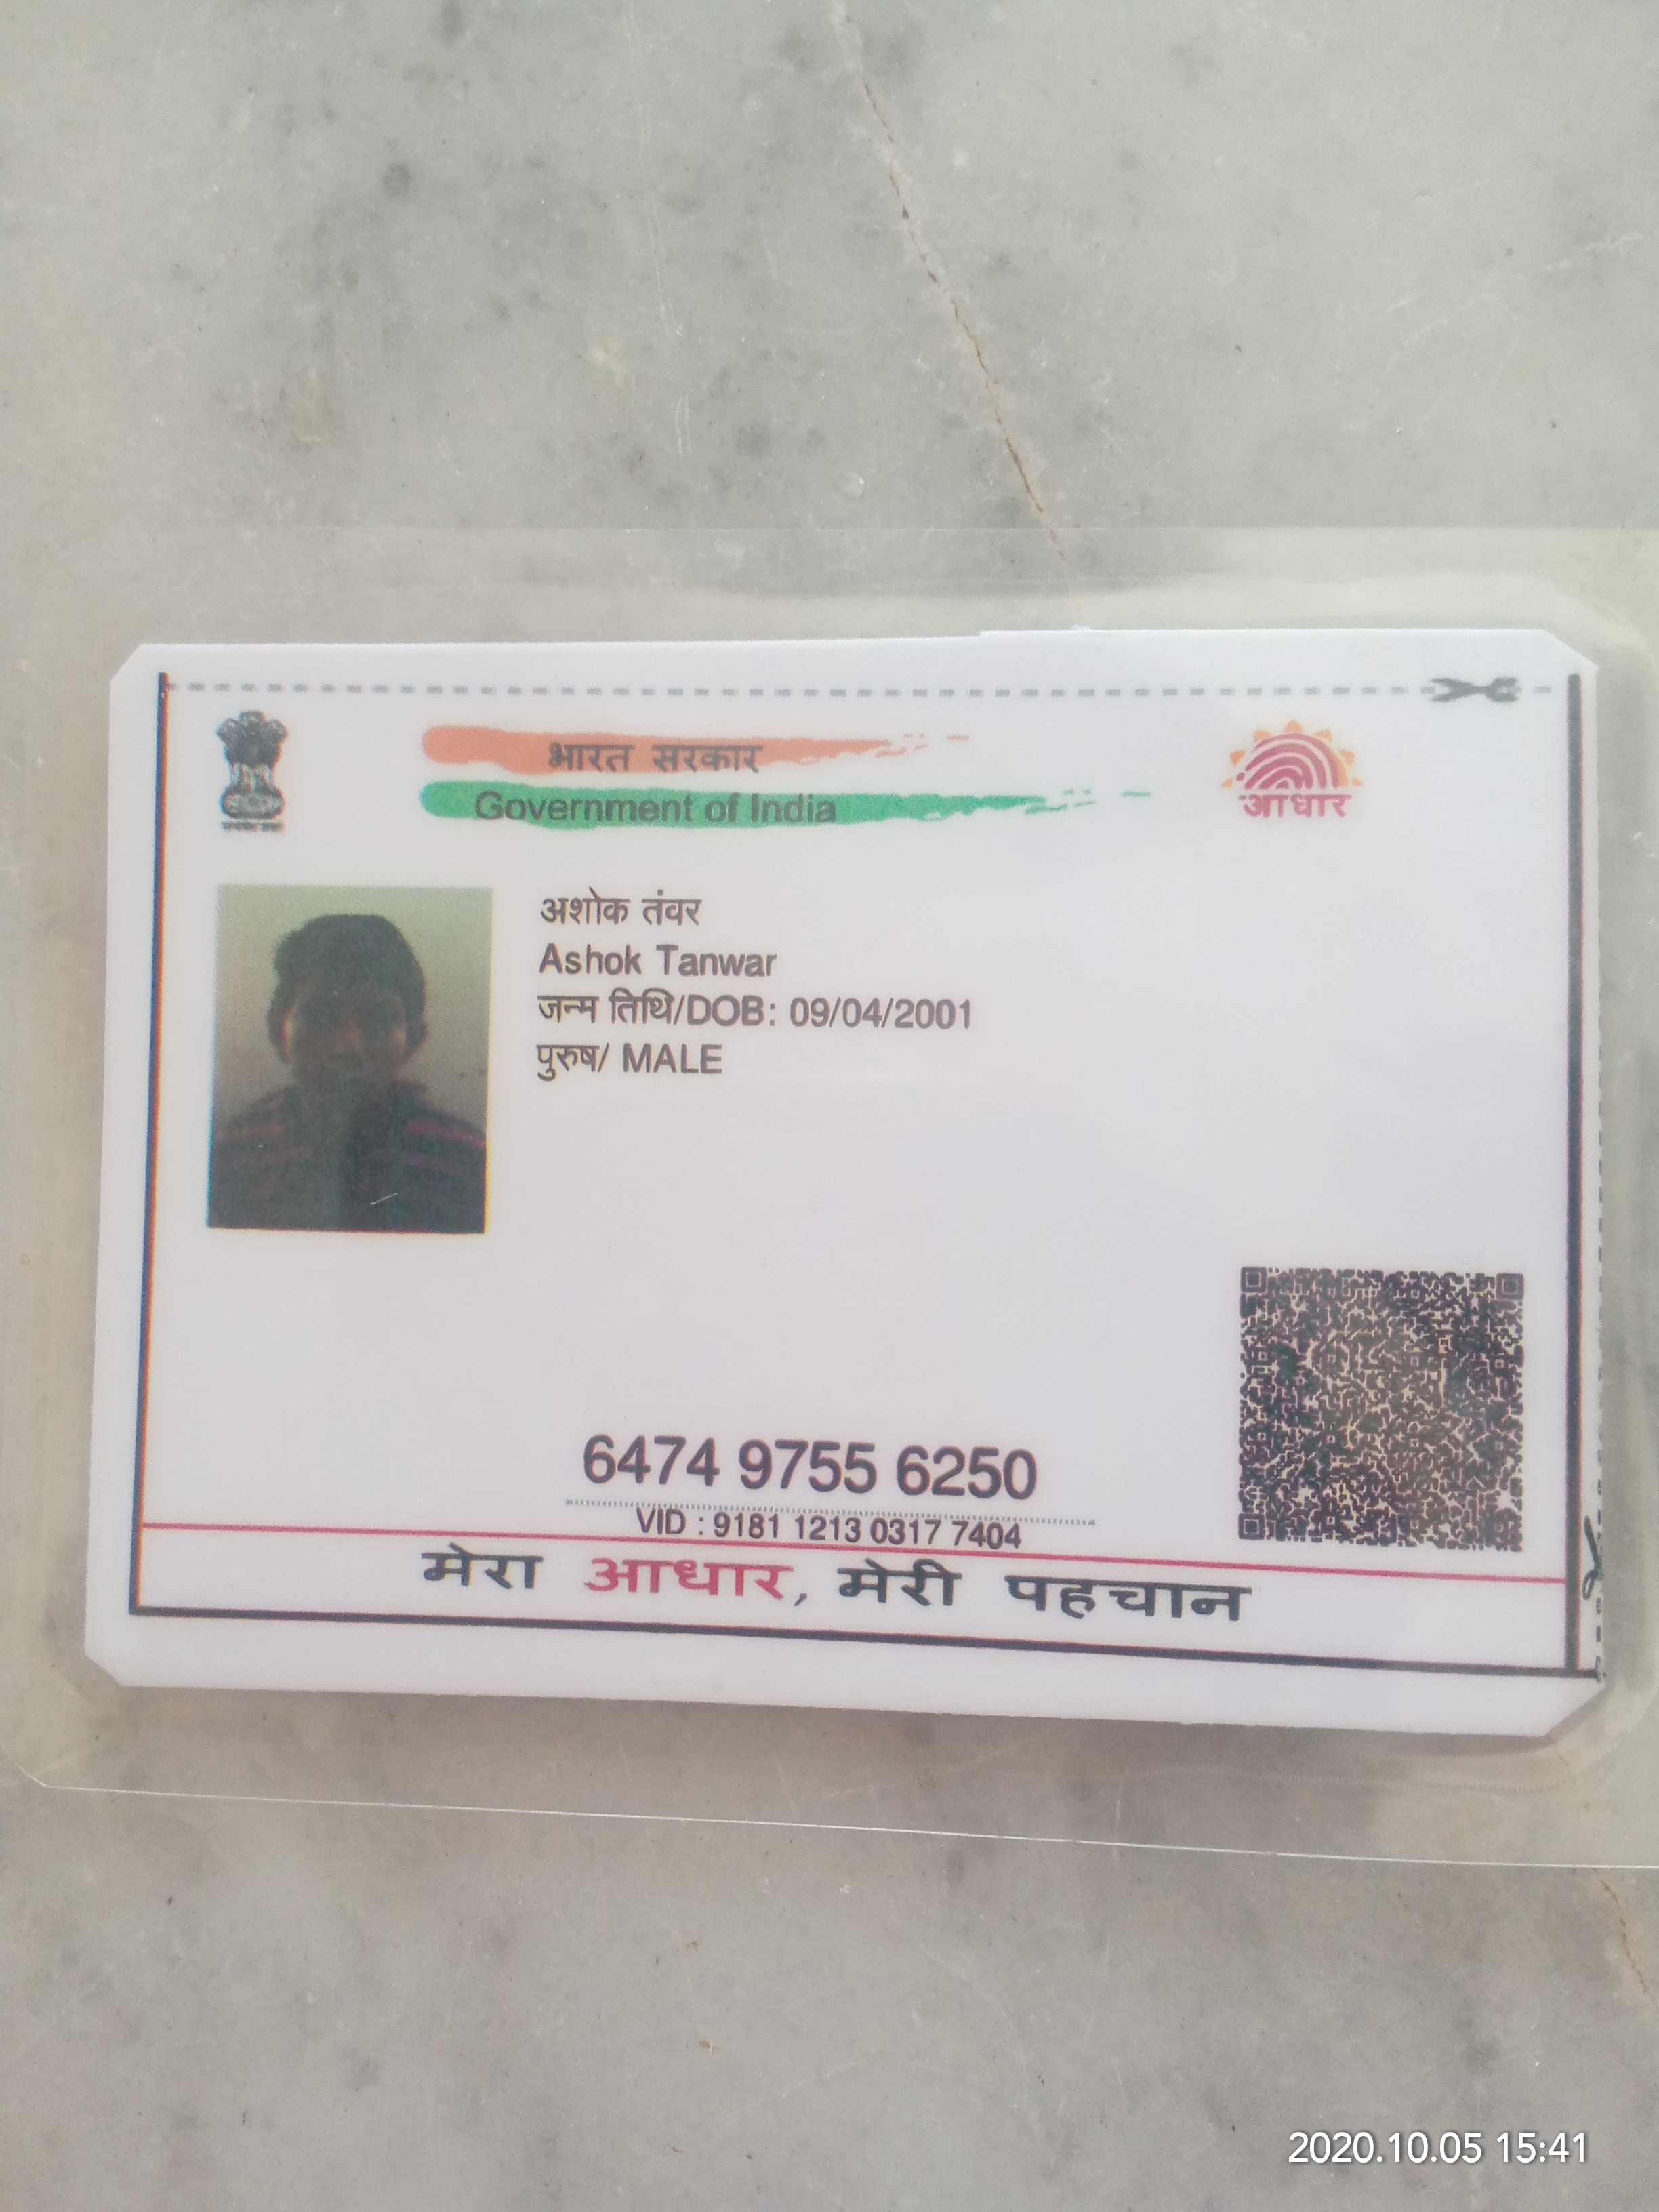 भारत सरकार
Government of India
आधार
अशोक तंवर
Ashok Tanwar
जन्म तिथि/DOB: 09/04/2001
पुरुष/ MALE
6474 9755 6250
VID : 9181 1213 0317 7404
मेरा आधार, मेरी पहचान
2020.10.05 15:41